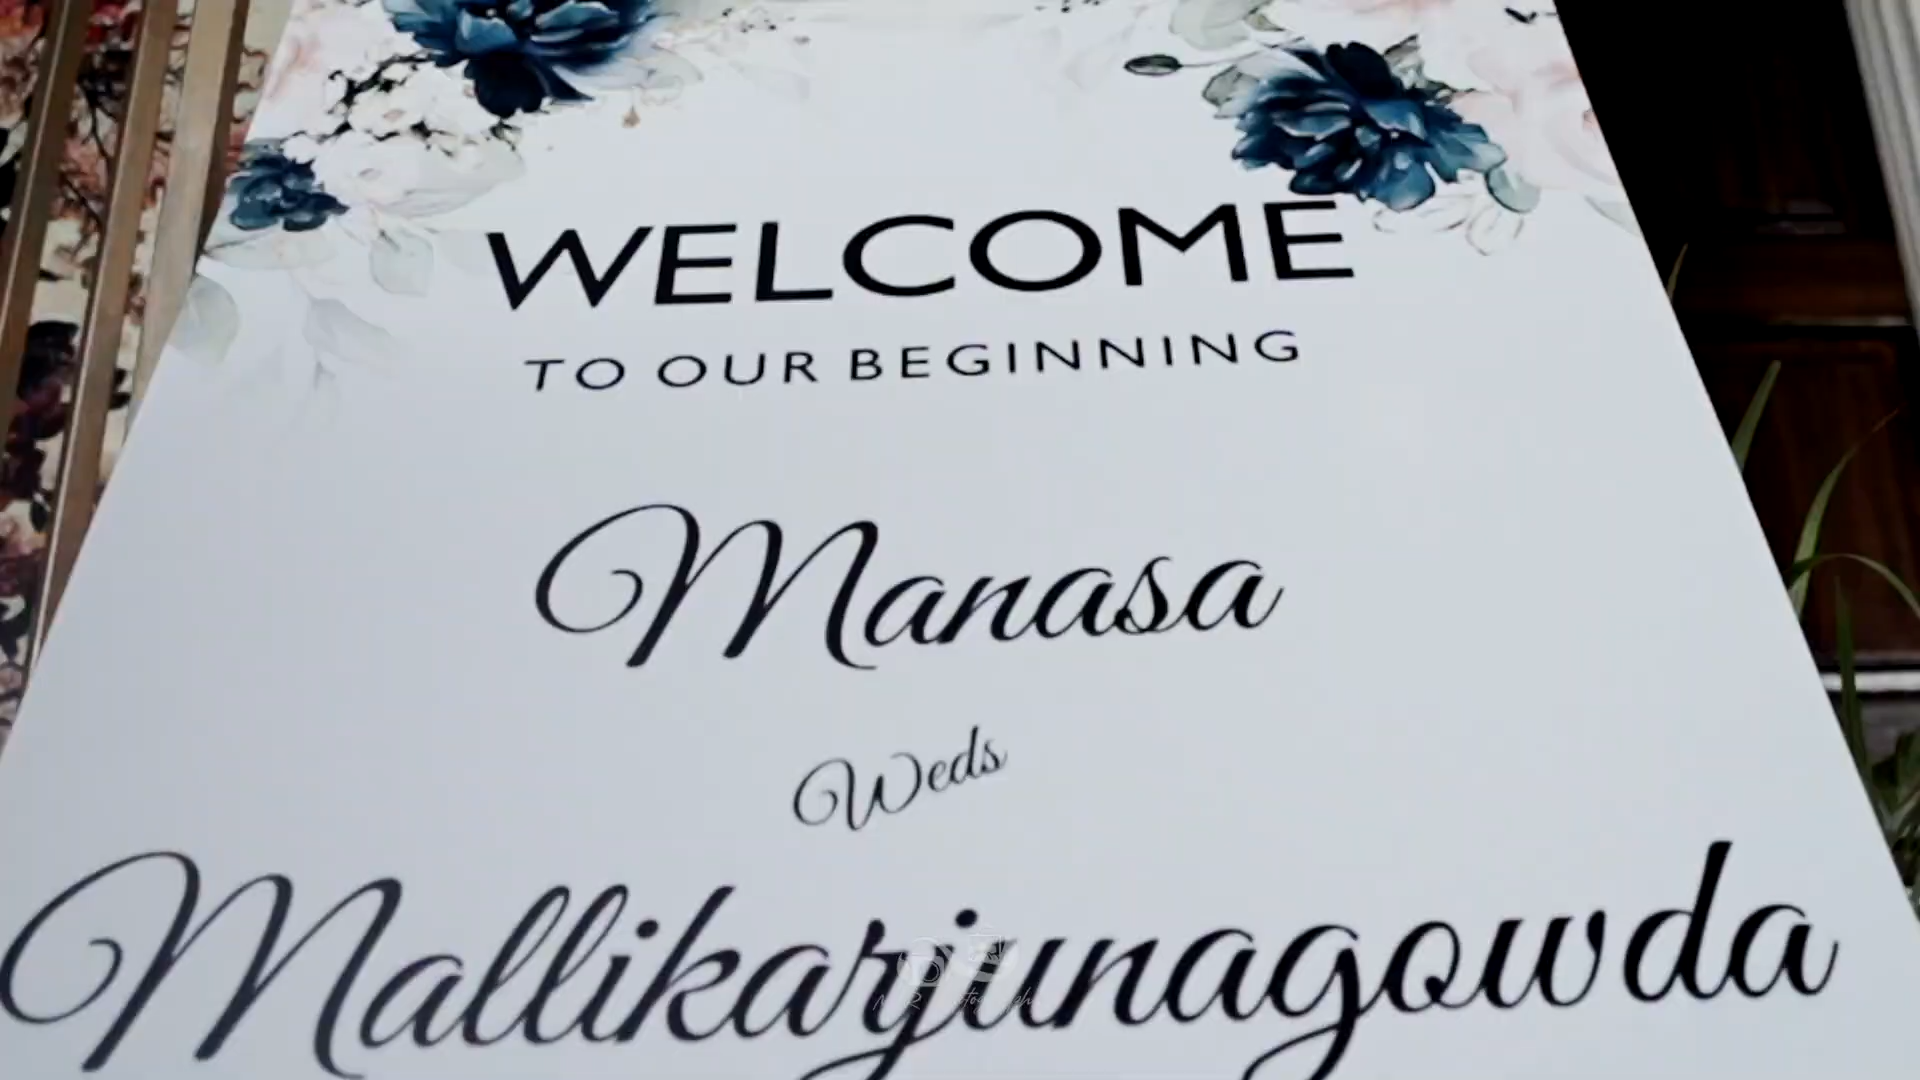 WELCOME
TO OUR BEGINNING
Manasa
Weds
Mallikarjunagowda